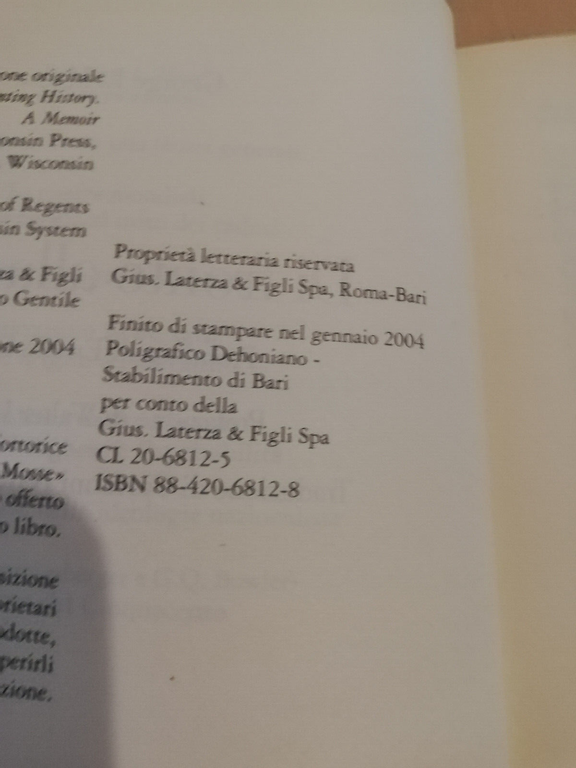 one originale
nting History.
A Memoir
onsin Press,
Wisconsin
of Regents
sin System
za & Figli
o Gentile
one 2004
ortorice
Mosse»
offerto
o libro.
sizione
rietari
dotte,
perirli
zione.
Proprietà letteraria riservata
Gius. Laterza & Figli Spa, Roma-Bari
Finito di stampare nel gennaio 2004
Poligrafico Dehoniano -
Stabilimento di Bari
per conto della
Gius. Laterza & Figli Spa
CL 20-6812-5
ISBN 88-420-6812-8